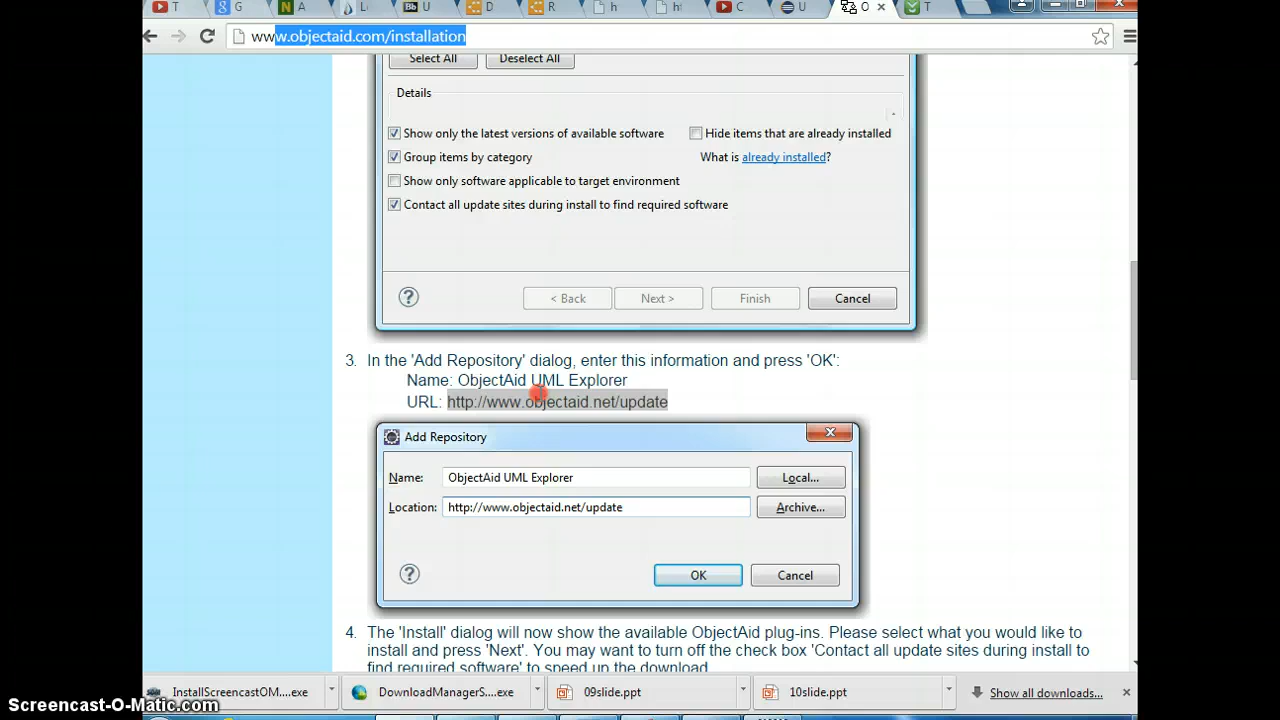 T
G
A
L
U
D
R
h
h
C
U
O
T
www.objectaid.com/installation
Select All
Deselect All
Details
Show only the latest versions of available software
Hide items that are already installed
Group items by category
What is already installed?
Show only software applicable to target environment
Contact all update sites during install to find required software
< Back
Next >
Finish
Cancel
3. In the 'Add Repository' dialog, enter this information and press 'OK':
Name: ObjectAid UML Explorer
URL: http://www.objectaid.net/update
Add Repository
Name:
ObjectAid UML Explorer
Local...
Location:
http://www.objectaid.net/update
Archive...
OK
Cancel
4. The 'Install' dialog will now show the available ObjectAid plug-ins. Please select what you would like to
install and press 'Next'. You may want to turn off the check box 'Contact all update sites during install to
find required software' to speed up the download.
InstallScreencastOM....exe
DownloadManagerS....exe
09slide.ppt
10slide.ppt
Show all downloads...
Screencast-O-Matic.com